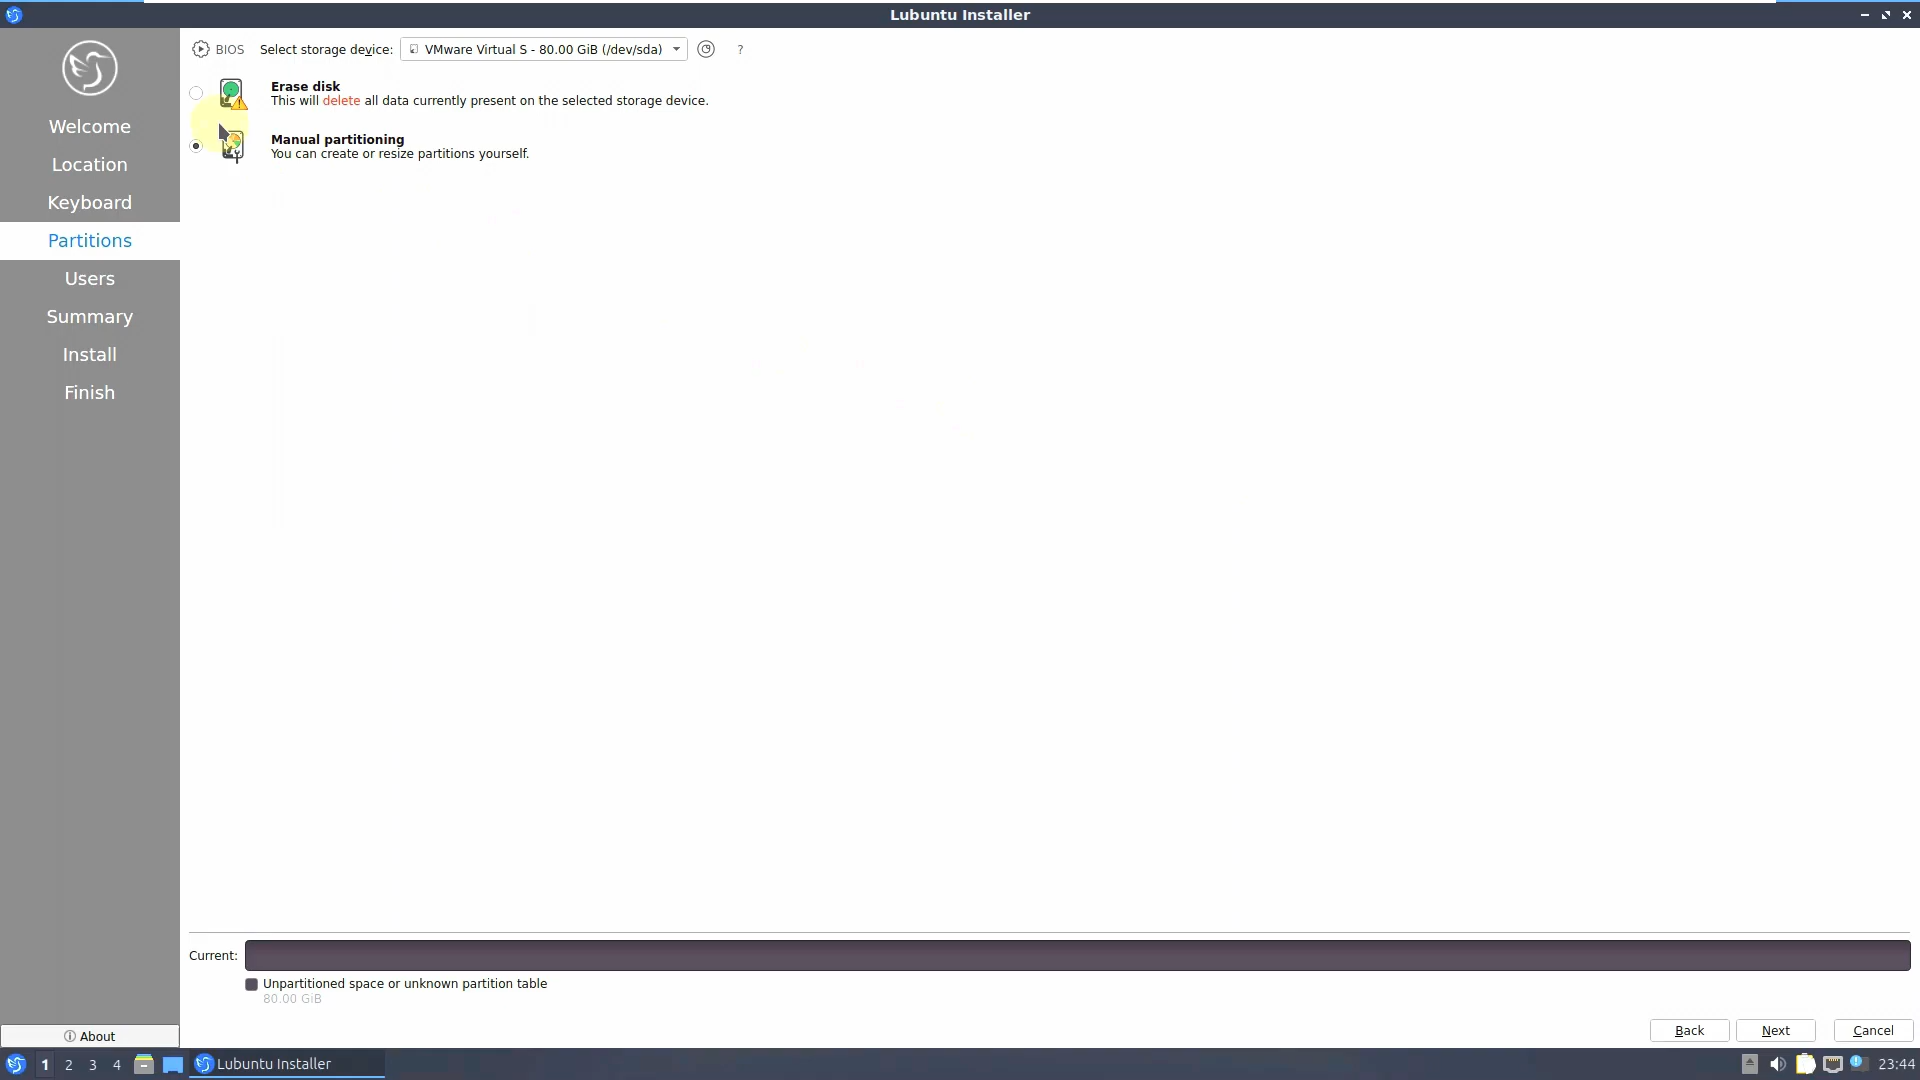 Lubuntu Installer
BIOS Select storage device: VMware Virtual S - 80.00 GiB (/dev/sda) ?
Erase disk
This will delete all data currently present on the selected storage device.
Manual partitioning
You can create or resize partitions yourself.
Welcome
Location
Keyboard
Partitions
Users
Summary
Install
Finish
Current:
Unpartitioned space or unknown partition table
80.00 GiB
About
Back Next Cancel
1 2 3 4 Lubuntu Installer 23:44